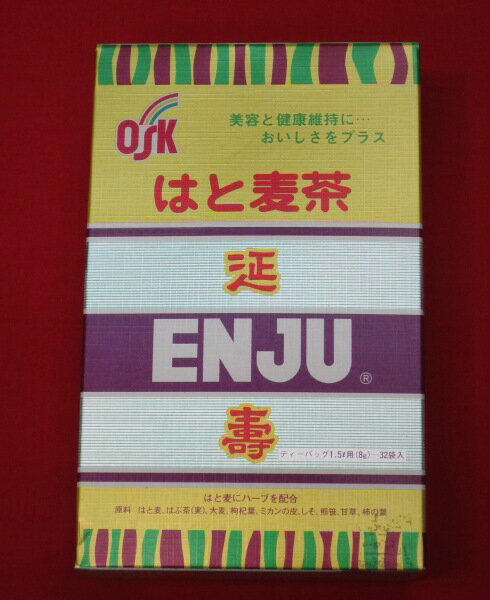 OSK
美容と健康維持に…
おいしさをプラス
はと麦茶
延
ENJU®
壽
ティーバッグ1.5ℓ用(8g)…32袋入
はと麦にハーブを配合
原料 はと麦、はぶ茶(実)、大麦、枸杞葉、ミカンの皮、しそ、熊笹、甘草、柿の葉